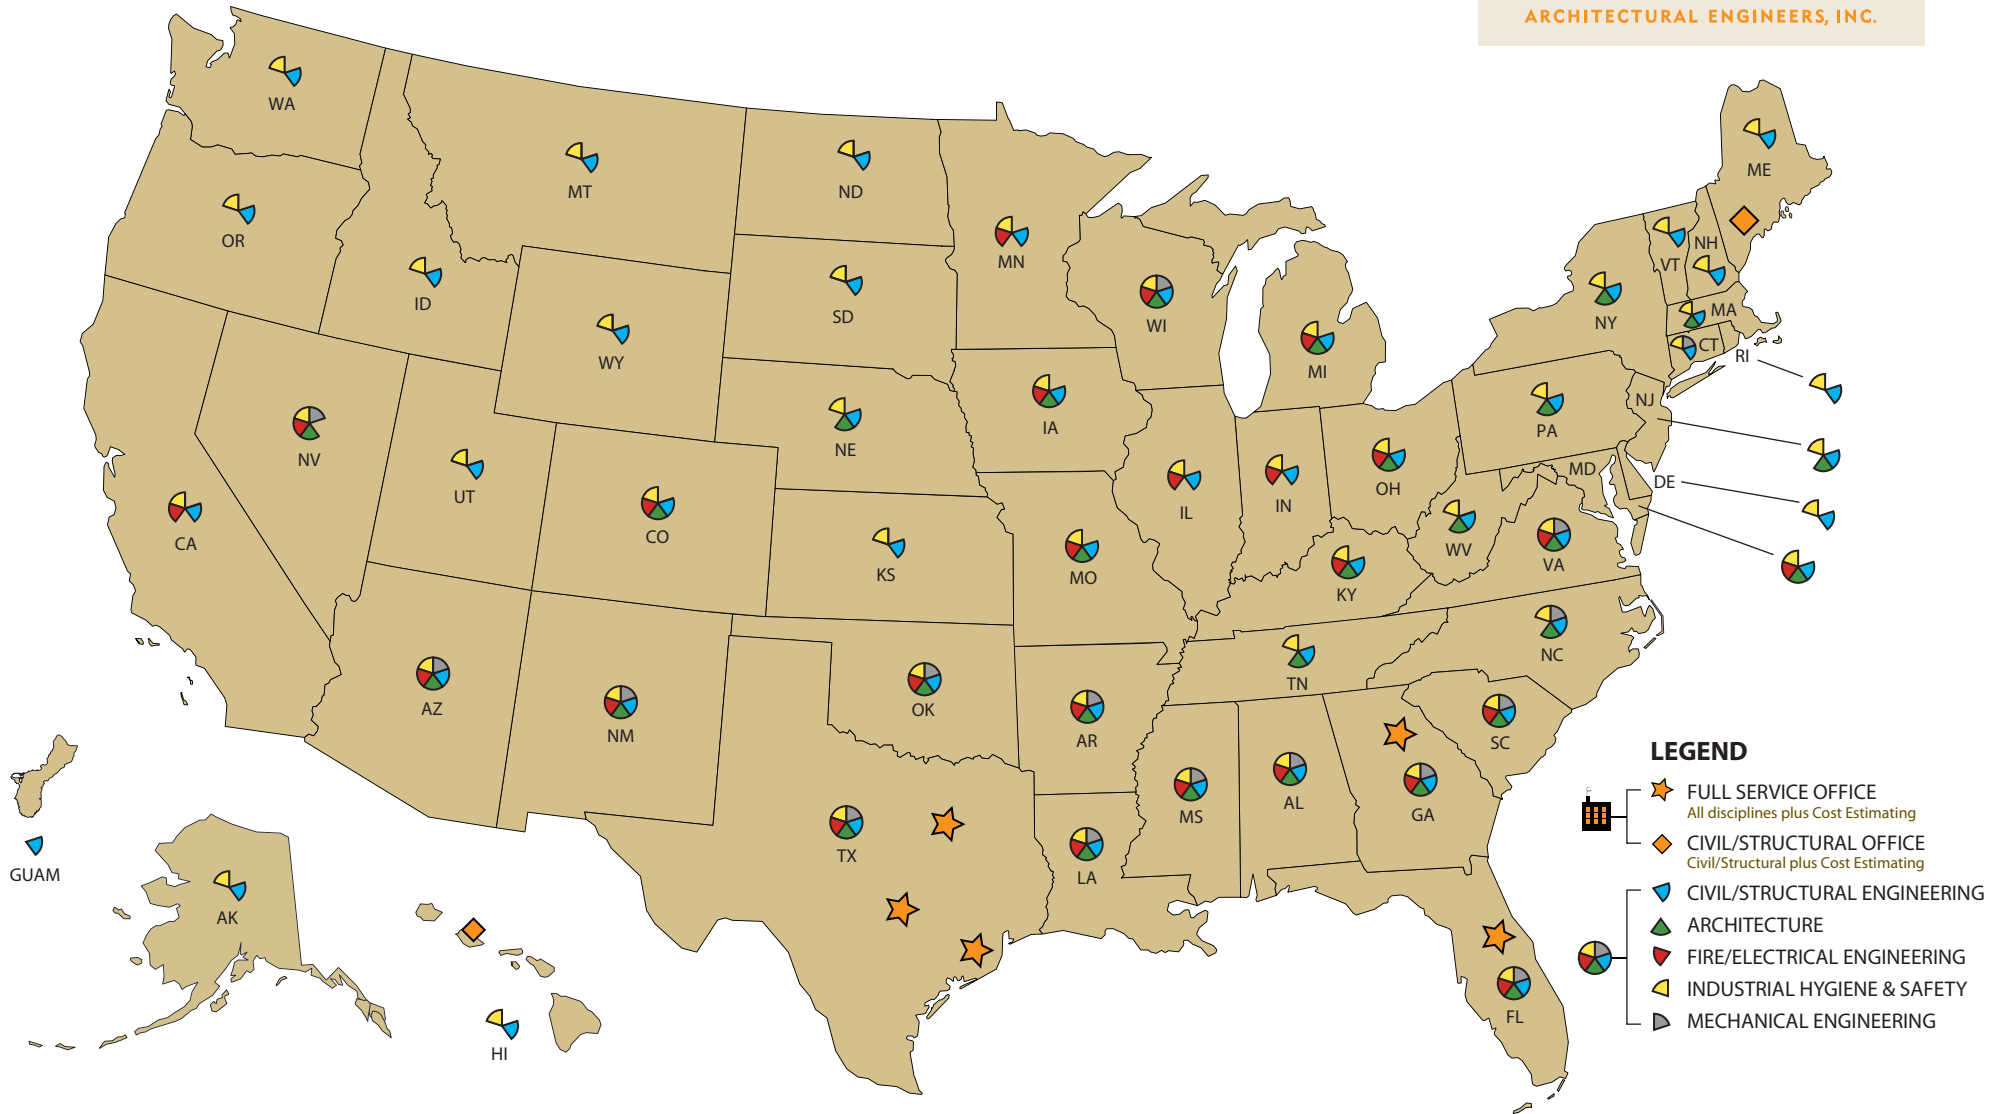 ARCHITECTURAL ENGINEERS, INC.
WA
MT
ND
ME
OR
MN
NH
VT
ID
SD
WI
NY
MA
WY
MI
CT
RI
NE
IA
PA
NJ
NV
UT
CO
IL
IN
OH
MD
DE
CA
KS
MO
KY
WV
VA
NC
AZ
NM
OK
AR
TN
SC
MS
AL
GA
TX
LA
FL
GUAM
AK
HI
LEGEND
FULL SERVICE OFFICE
All disciplines plus Cost Estimating
CIVIL/STRUCTURAL OFFICE
Civil/Structural plus Cost Estimating
CIVIL/STRUCTURAL ENGINEERING
ARCHITECTURE
FIRE/ELECTRICAL ENGINEERING
INDUSTRIAL HYGIENE & SAFETY
MECHANICAL ENGINEERING